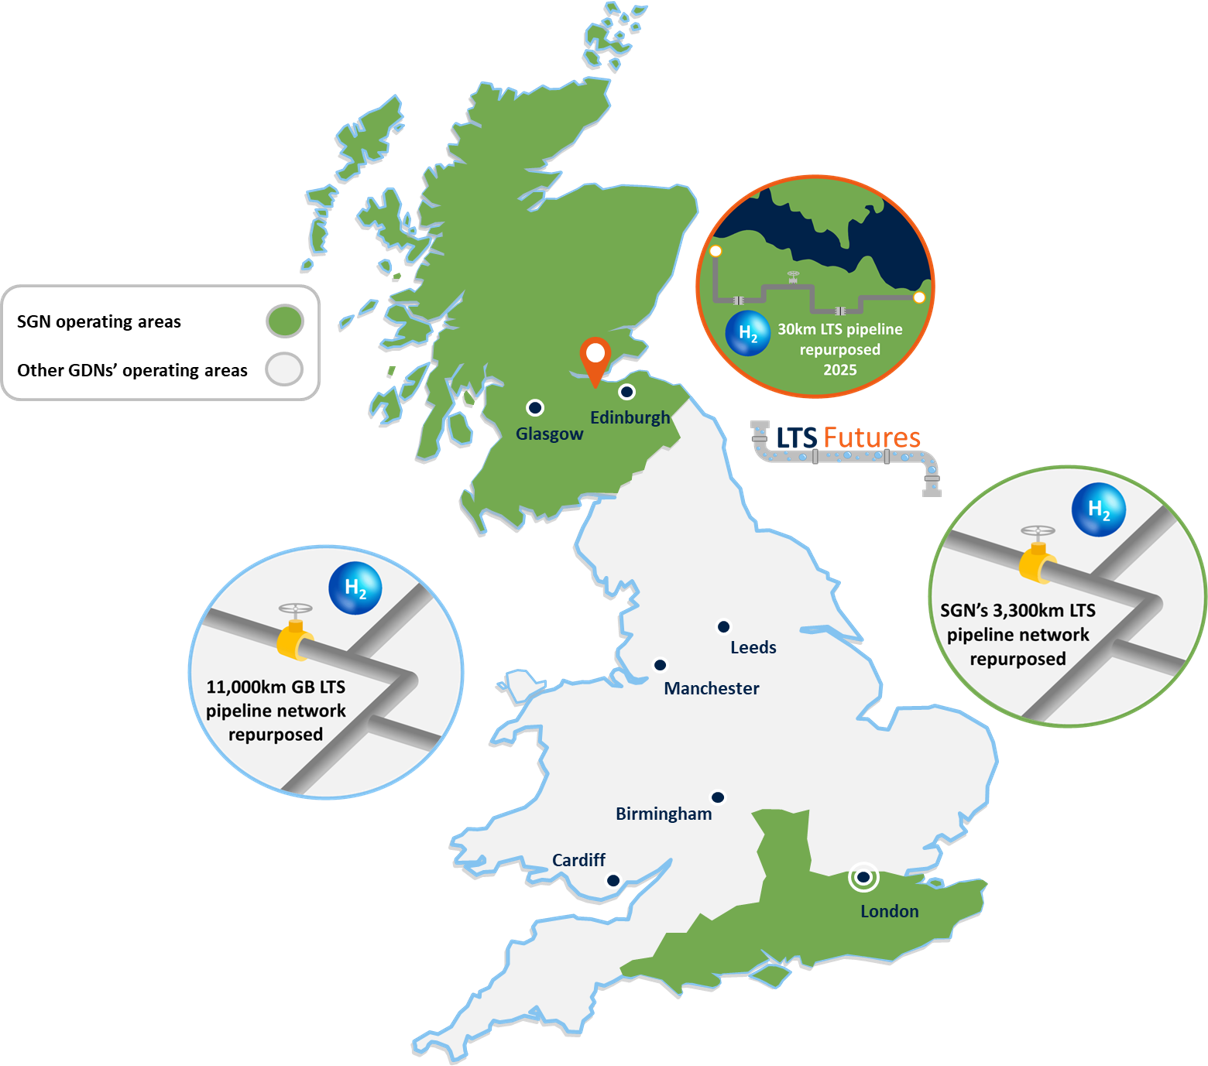 SGN operating areas
Other GDNs’ operating areas
H2
30km LTS pipeline
repurposed
2025
Edinburgh
Glasgow
LTS Futures
H2
SGN’s 3,300km LTS
pipeline network
repurposed
H2
11,000km GB LTS
pipeline network
repurposed
Leeds
Manchester
Birmingham
Cardiff
London